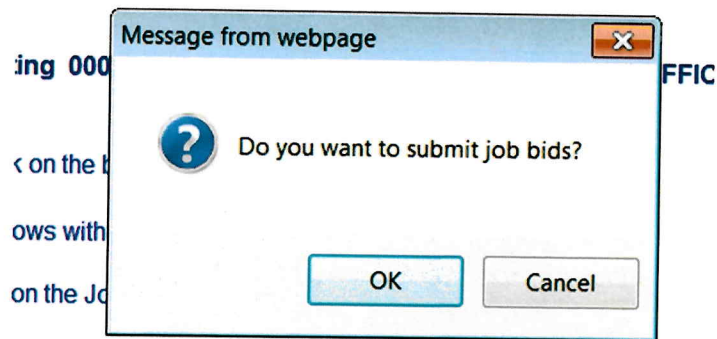 Message from webpage
ting 000
FFIC
Do you want to submit job bids?
k on the b
ows with
OK
Cancel
on the Jo